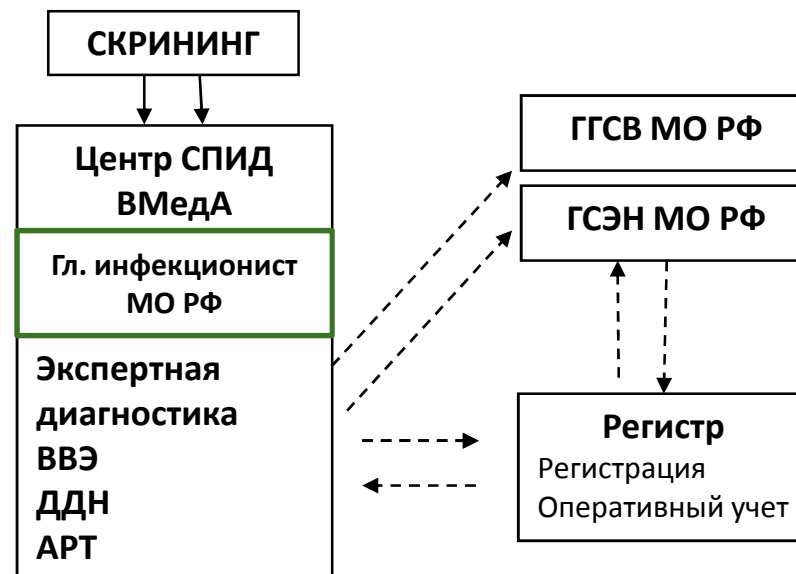 СКРИНИНГ
Центр СПИД
ВМедА
Гл. инфекционист
МО РФ
Экспертная
диагностика
ВВЭ
ДДН
АРТ
ГГСВ МО РФ
ГСЭН МО РФ
Регистр
Регистрация
Оперативный учет